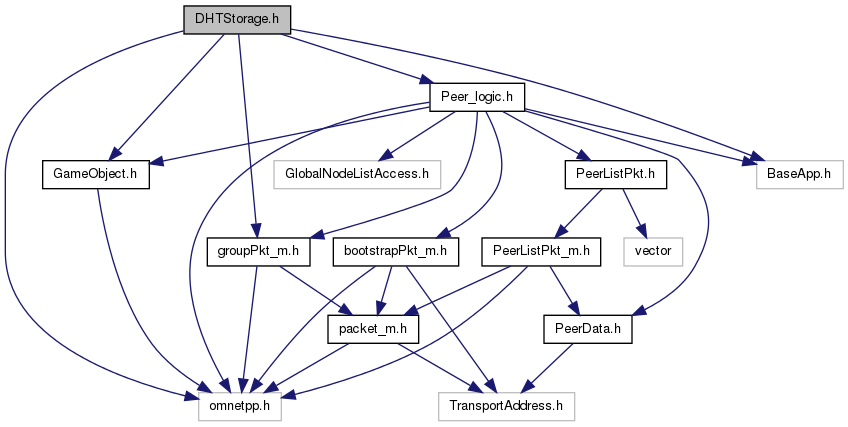 DHTStorage.h
Peer_logic.h
GameObject.h
GlobalNodeListAccess.h
PeerListPkt.h
BaseApp.h
groupPkt_m.h
bootstrapPkt_m.h
PeerListPkt_m.h
vector
packet_m.h
PeerData.h
omnetpp.h
TransportAddress.h